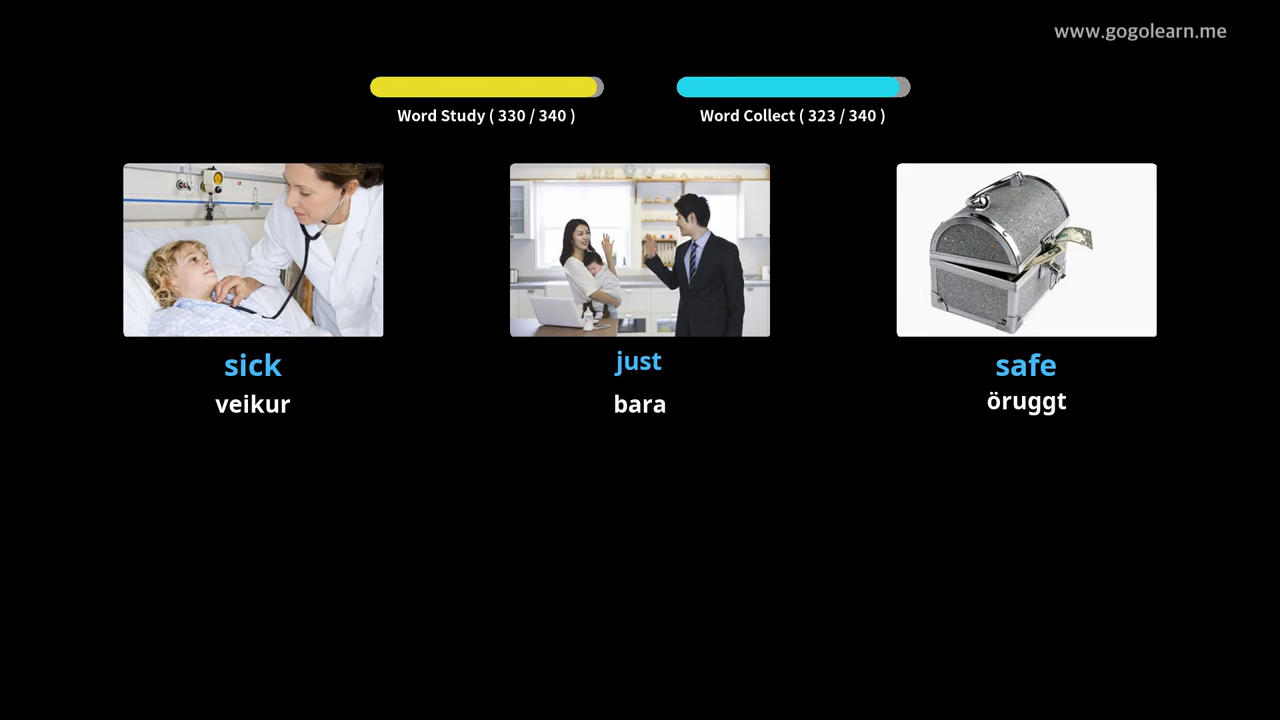 www.gogolearn.me
Word Study ( 330 / 340 )
Word Collect ( 323 / 340 )
sick
veikur
just
bara
safe
öruggt